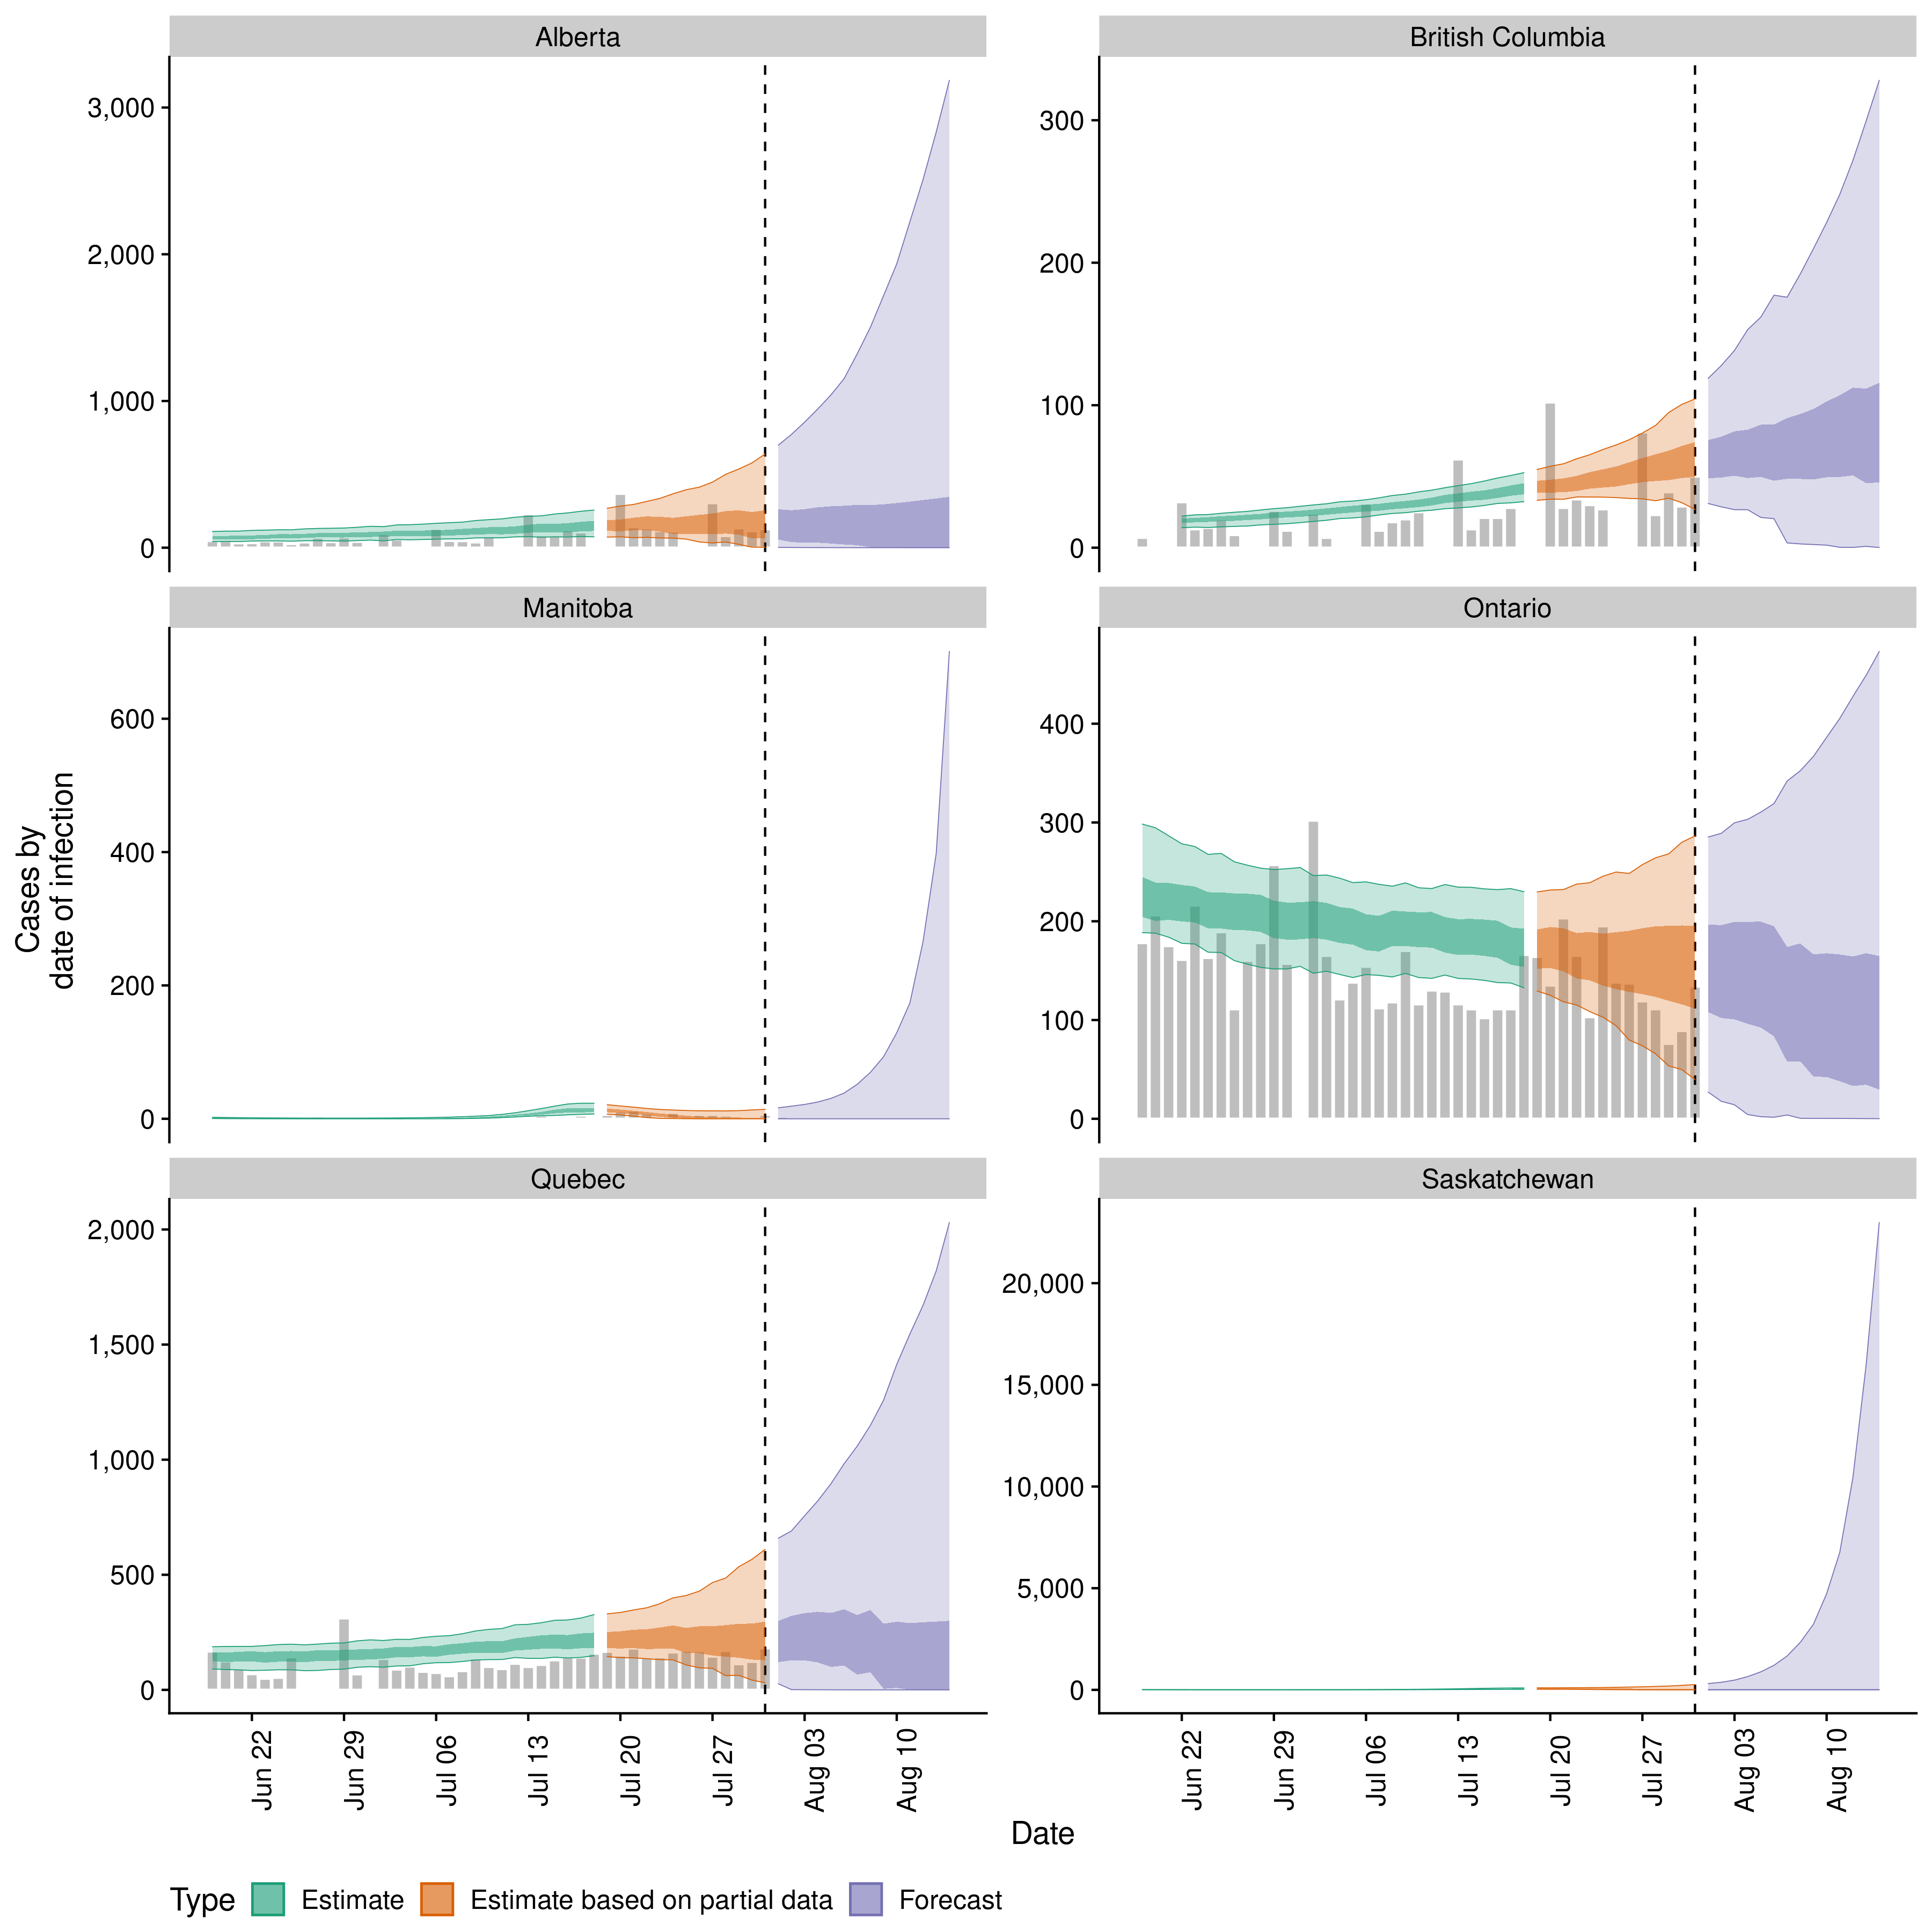 Alberta
British Columbia
3,000
2,000
1,000
0
300
200
100
0
Manitoba
Ontario
600
400
200
0
400
300
200
100
0
Cases by
date of infection
Quebec
Saskatchewan
2,000
1,500
1,000
500
0
20,000
15,000
10,000
5,000
0
Jun 22
Jun 29
Jul 06
Jul 13
Jul 20
Jul 27
Aug 03
Aug 10
Jun 22
Jun 29
Jul 06
Jul 13
Jul 20
Jul 27
Aug 03
Aug 10
Date
Type Estimate Estimate based on partial data Forecast